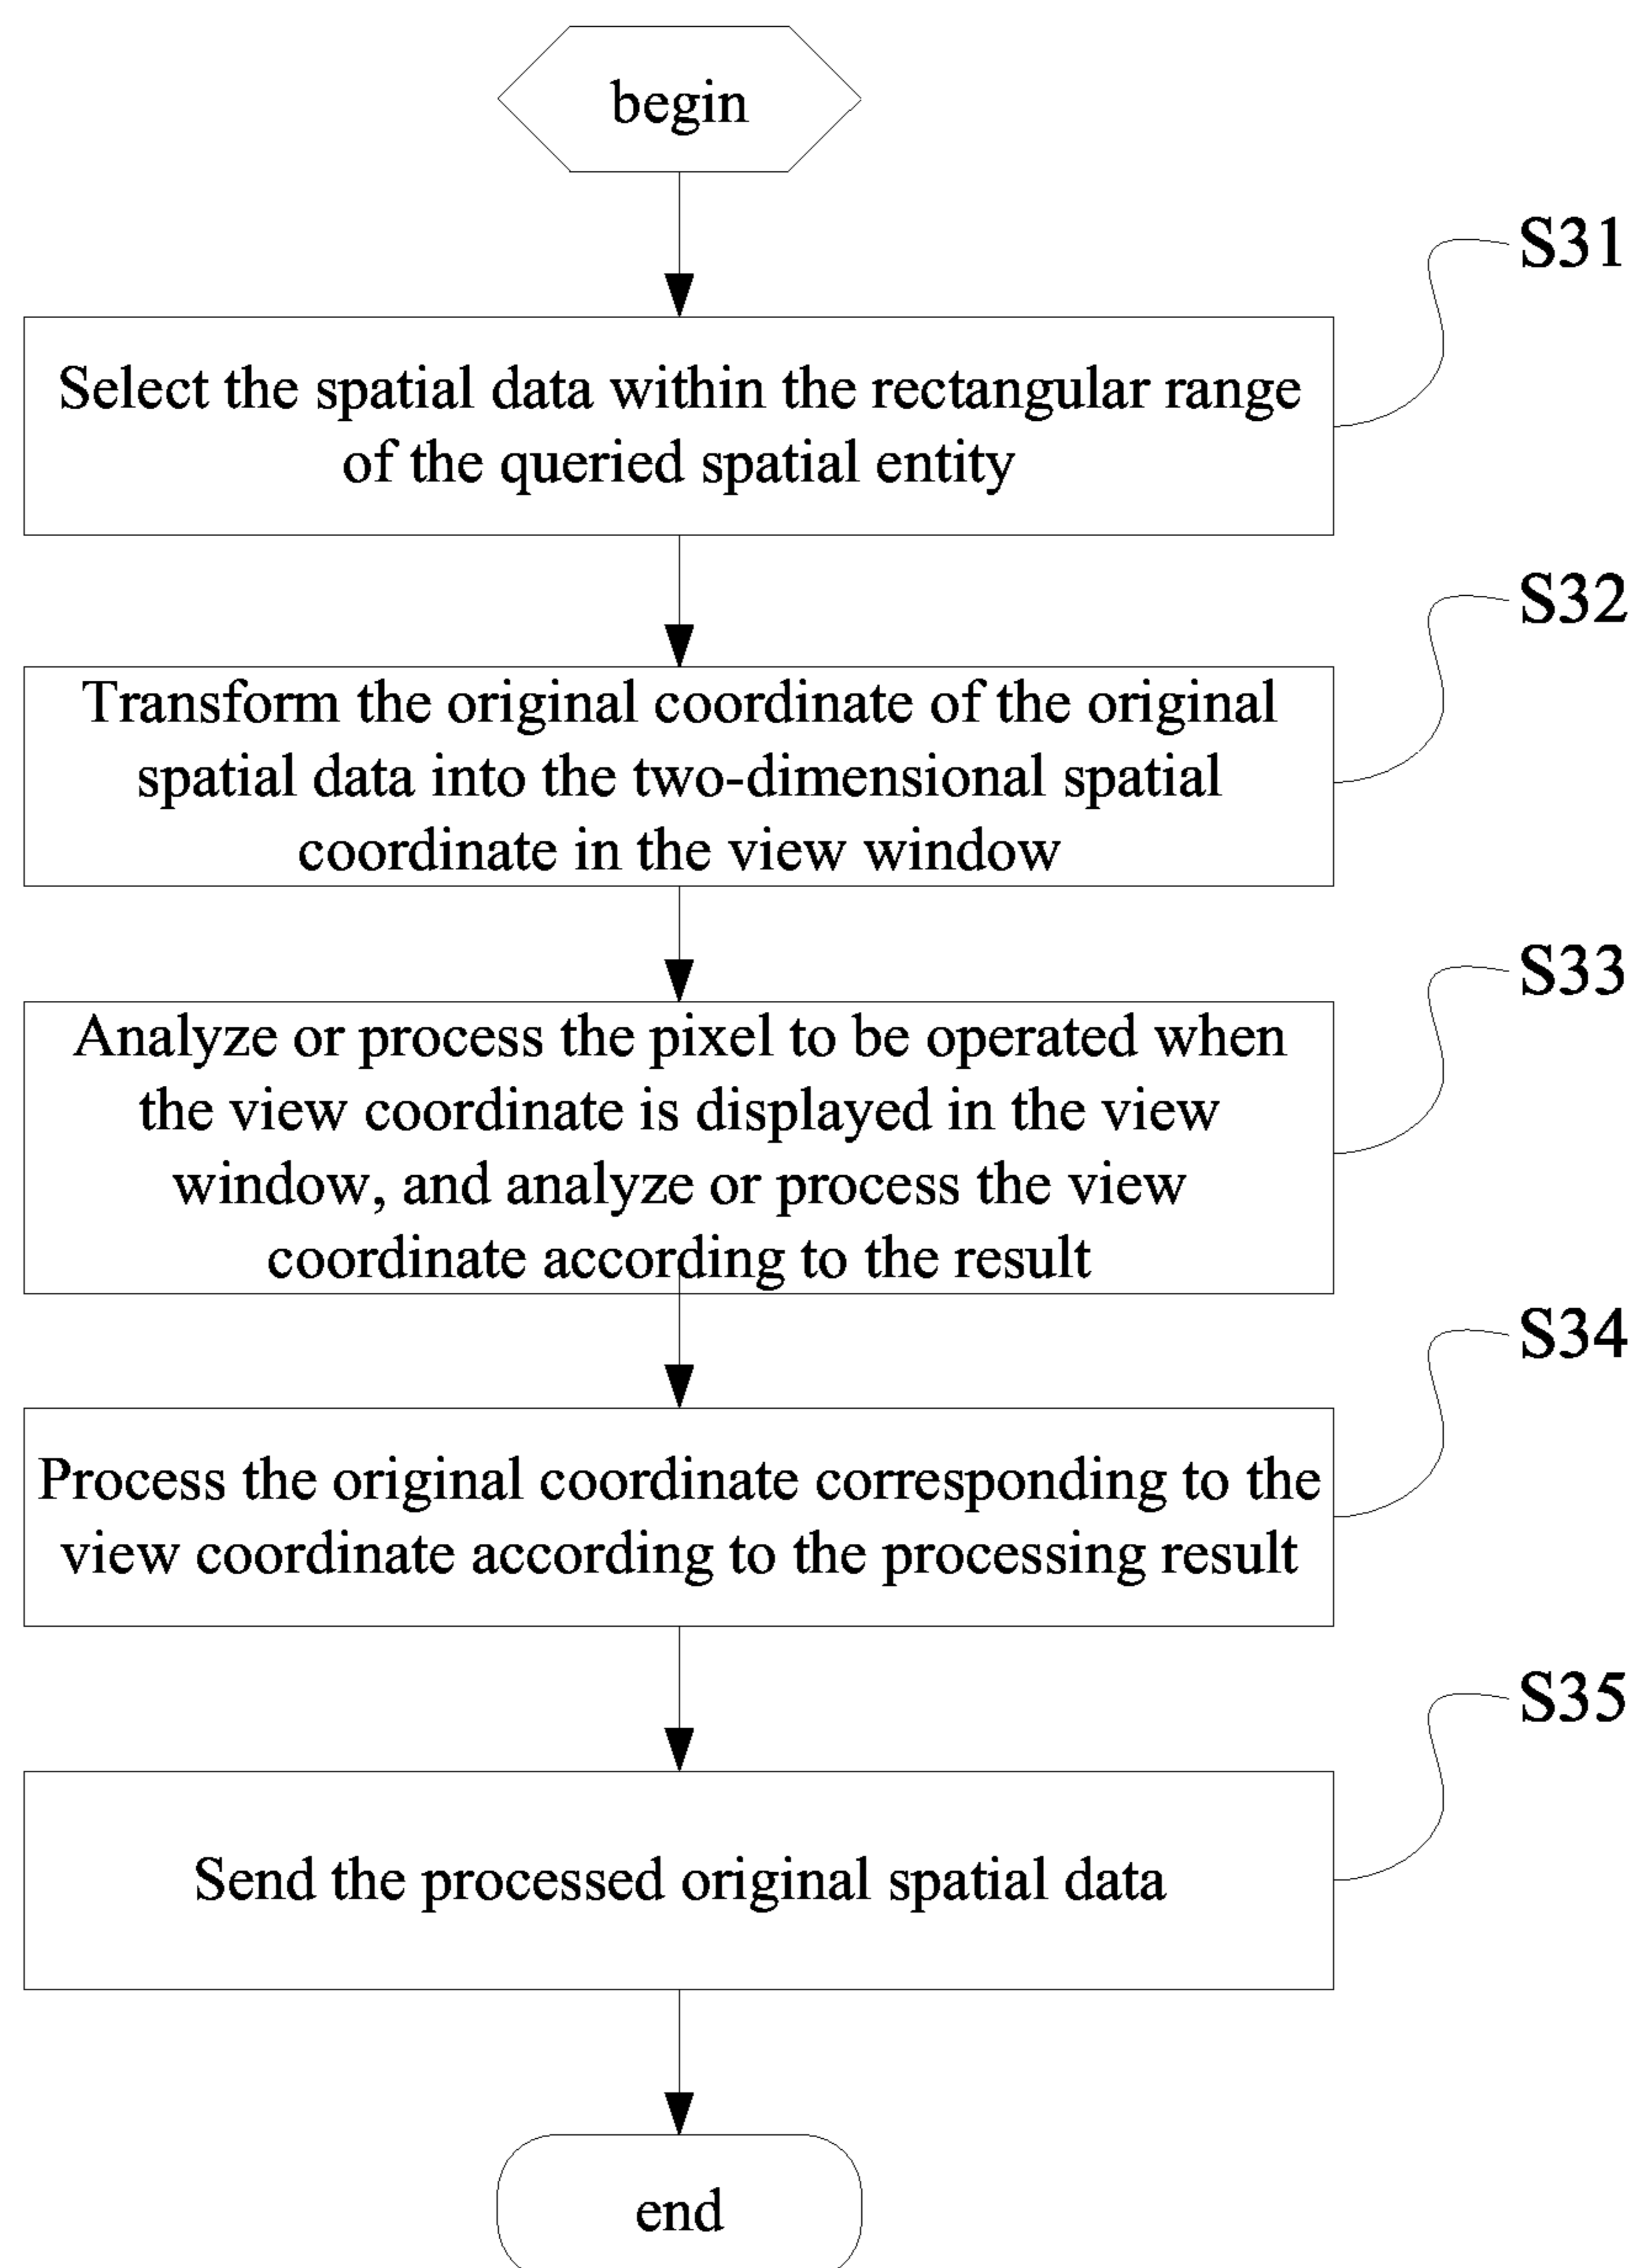 begin
S31
Select the spatial data within the rectangular range
of the queried spatial entity
S32
Transform the original coordinate of the original
spatial data into the two-dimensional spatial
coordinate in the view window
S33
Analyze or process the pixel to be operated when
the view coordinate is displayed in the view
window, and analyze or process the view
coordinate according to the result
S34
Process the original coordinate corresponding to the
view coordinate according to the processing result
S35
Send the processed original spatial data
end